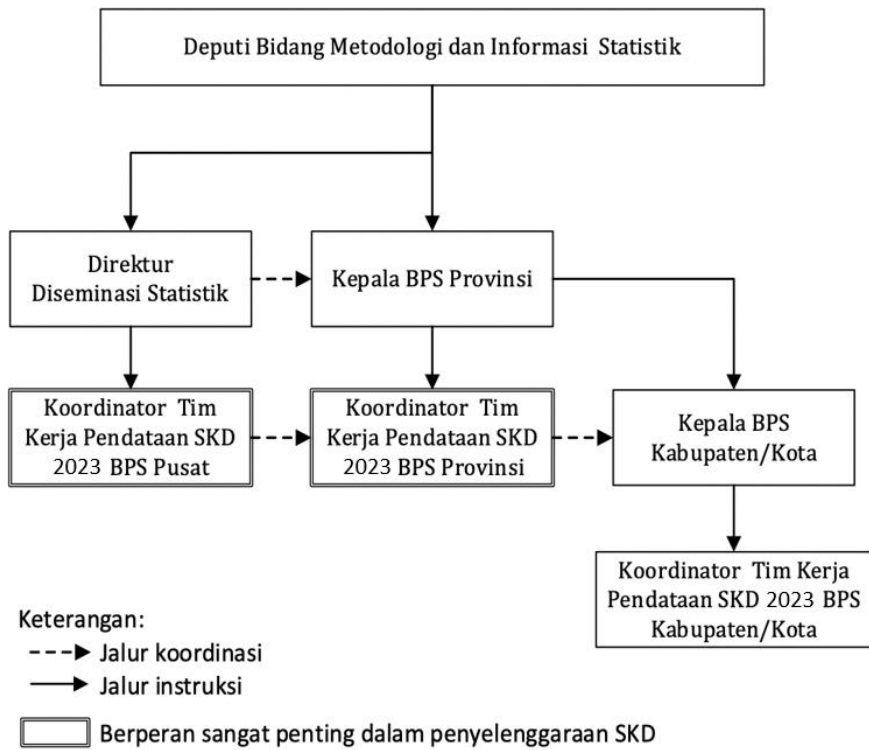 Deputi Bidang Metodologi dan Informasi Statistik
Direktur
Diseminasi Statistik
Kepala BPS Provinsi
Koordinator Tim
Kerja Pendataan SKD
2023 BPS Pusat
Koordinator Tim
Kerja Pendataan SKD
2023 BPS Provinsi
Kepala BPS
Kabupaten/Kota
Koordinator Tim Kerja
Pendataan SKD 2023 BPS
Kabupaten/Kota
Keterangan:
Jalur koordinasi
Jalur instruksi
Berperan sangat penting dalam penyelenggaraan SKD